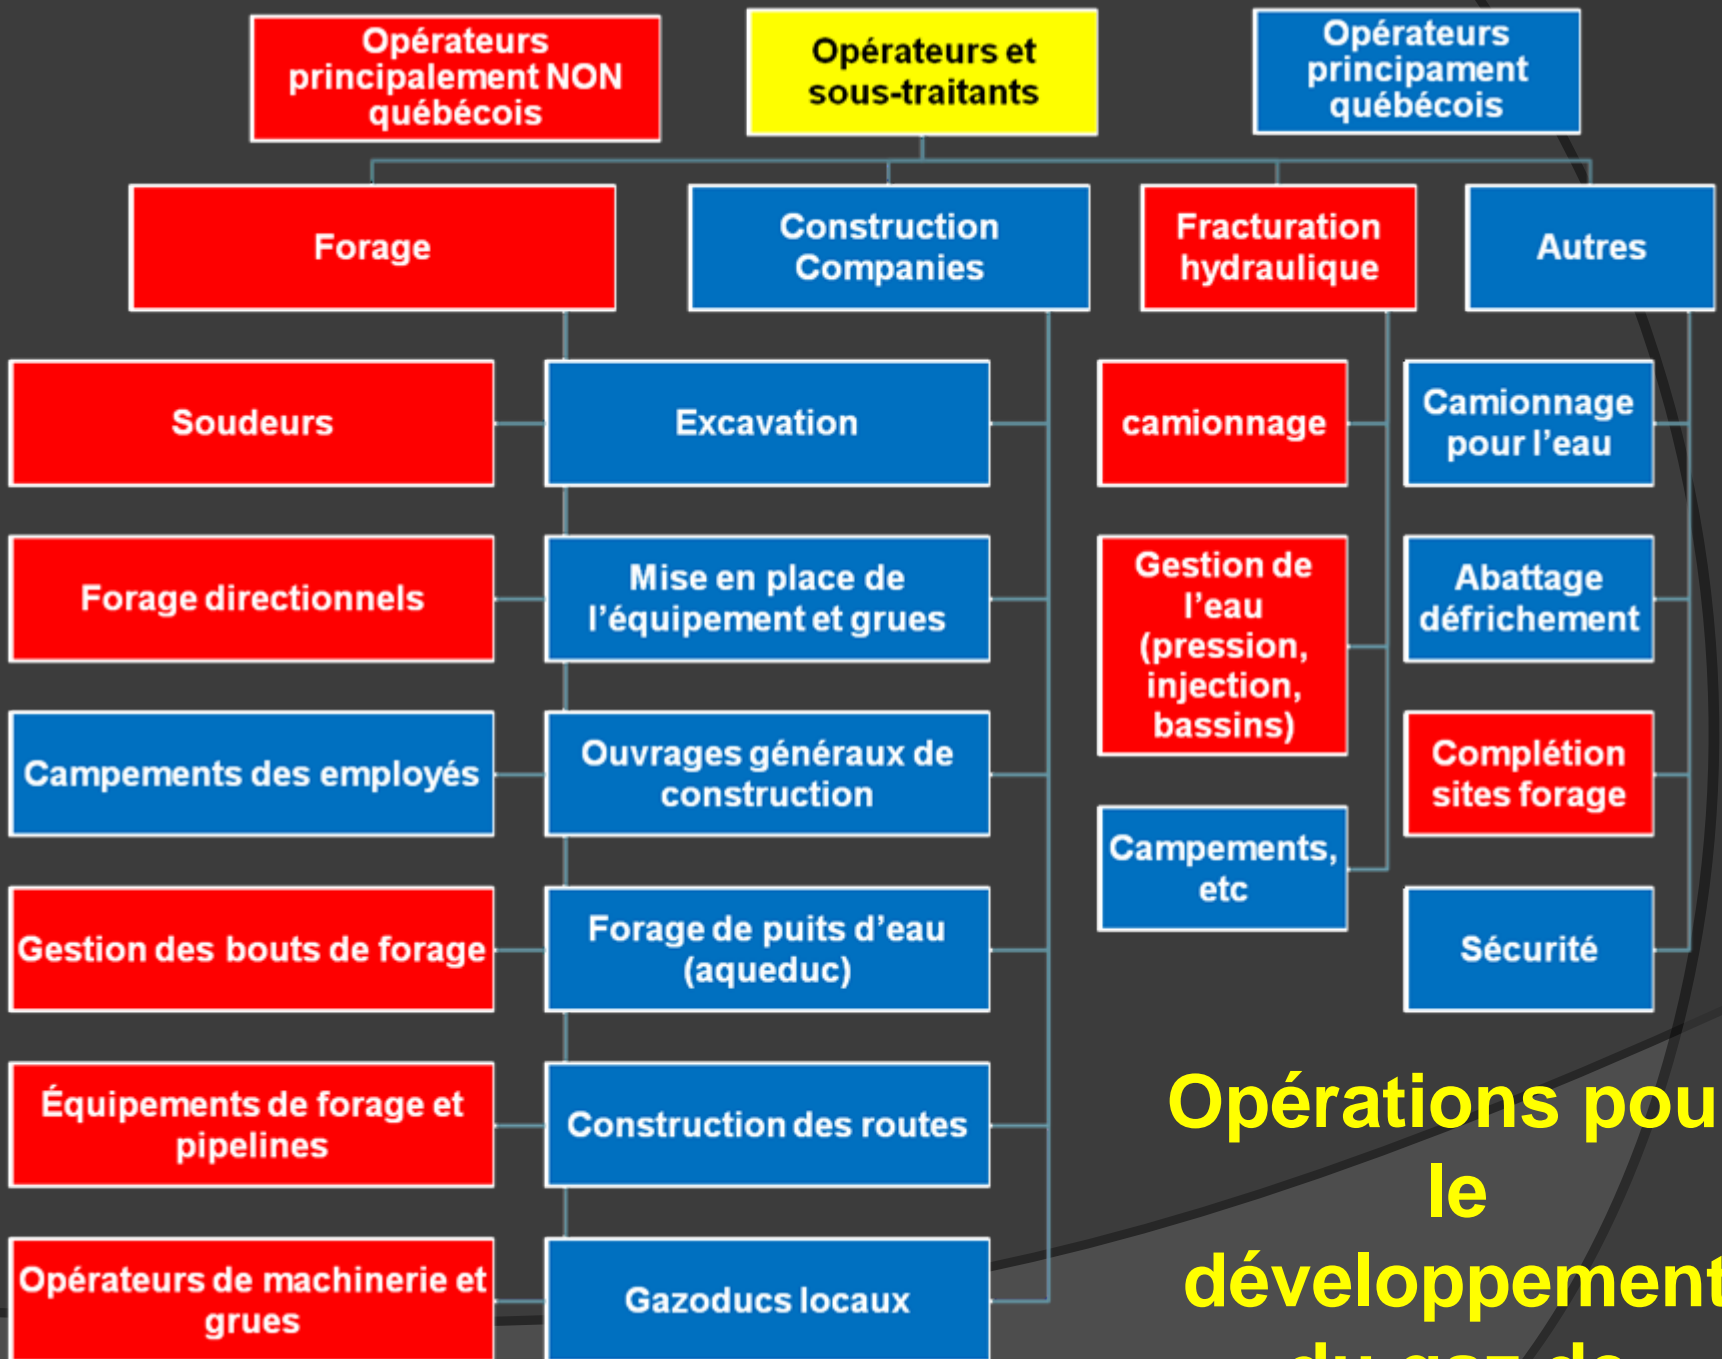 Opérateurs
principalement NON
québécois
Opérateurs et
sous-traitants
Opérateurs
principament
québécois
Forage
Construction
Companies
Fracturation
hydraulique
Autres
Soudeurs
Forage directionnels
Campements des employés
Gestion des bouts de forage
Équipements de forage et
pipelines
Opérateurs de machinerie et
grues
Excavation
Mise en place de
l'équipement et grues
Ouvrages généraux de
construction
Forage de puits d'eau
(aqueduc)
Construction des routes
Gazoducs locaux
camionnage
Gestion de
l'eau
(pression,
injection,
bassins)
Campements,
etc
Camionnage
pour l'eau
Abattage
défrichement
Complétion
sites forage
Sécurité
Opérations pou
le
développement
du gaz de